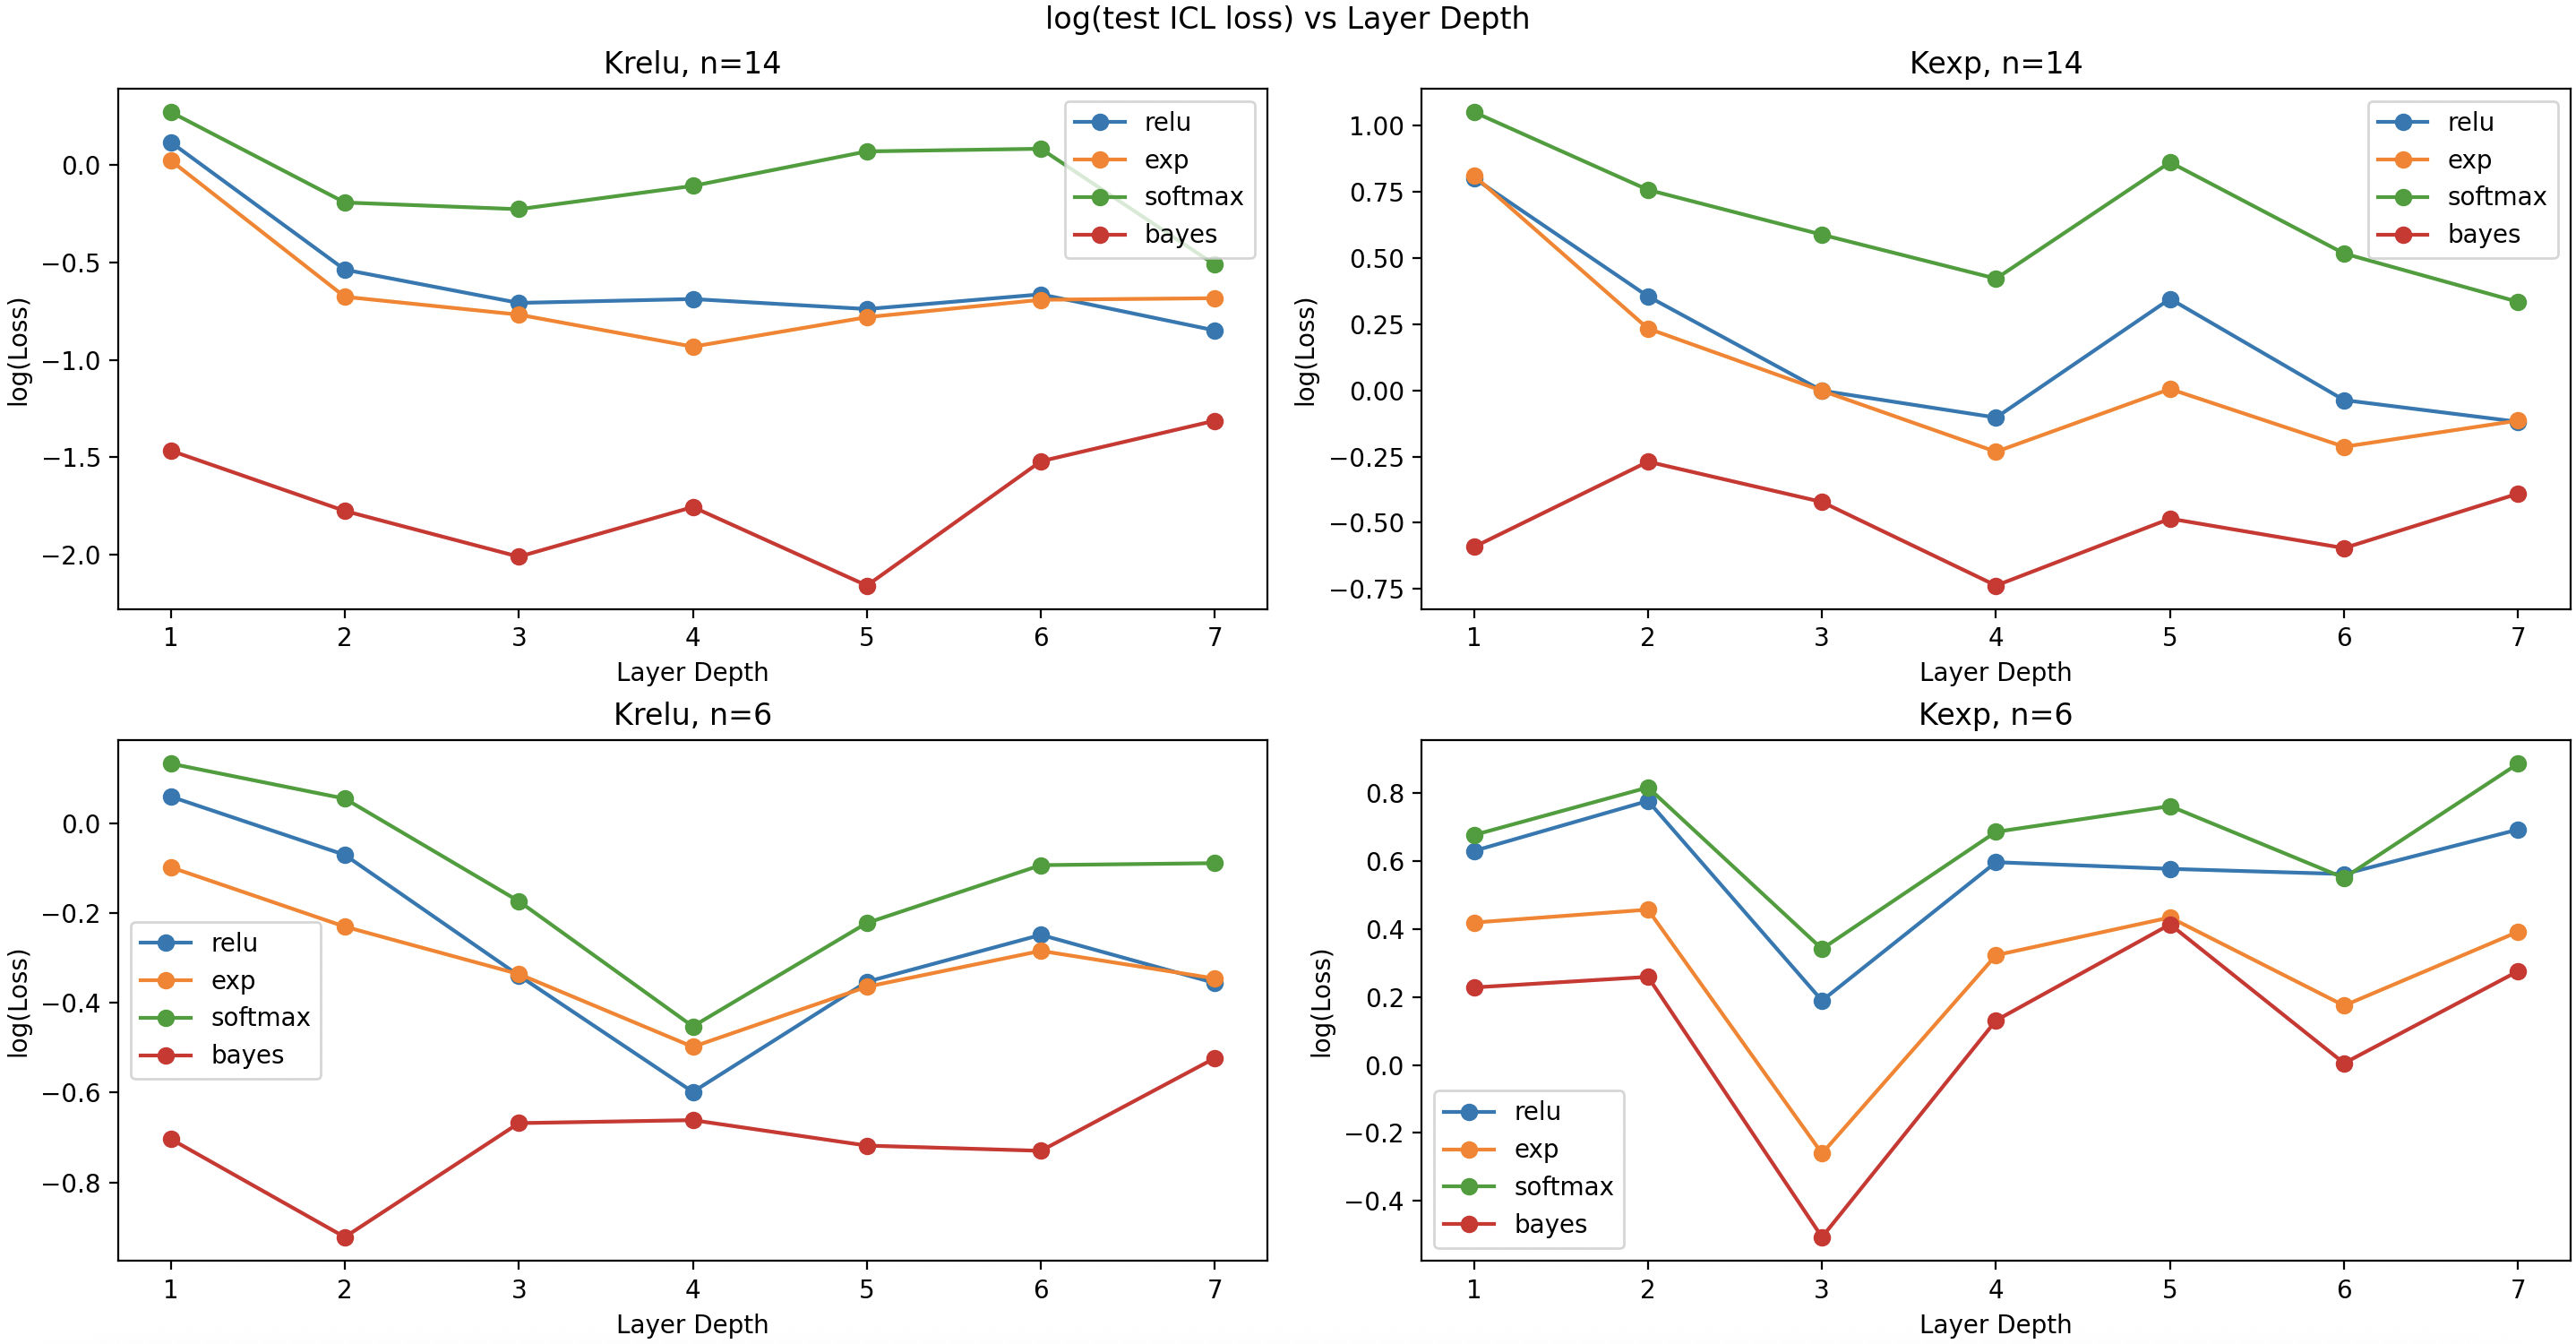 log(test ICL loss) vs Layer Depth
Krelu, n=14
0.0
−0.5
−1.0
−1.5
−2.0
log(Loss)
relu
exp
softmax
bayes
1 2 3 4 5 6 7
Layer Depth
Kexp, n=14
1.00
0.75
0.50
0.25
0.00
−0.25
−0.50
−0.75
log(Loss)
relu
exp
softmax
bayes
1 2 3 4 5 6 7
Layer Depth
Krelu, n=6
0.0
−0.2
−0.4
−0.6
−0.8
log(Loss)
relu
exp
softmax
bayes
1 2 3 4 5 6 7
Layer Depth
Kexp, n=6
0.8
0.6
0.4
0.2
0.0
−0.2
−0.4
log(Loss)
relu
exp
softmax
bayes
1 2 3 4 5 6 7
Layer Depth